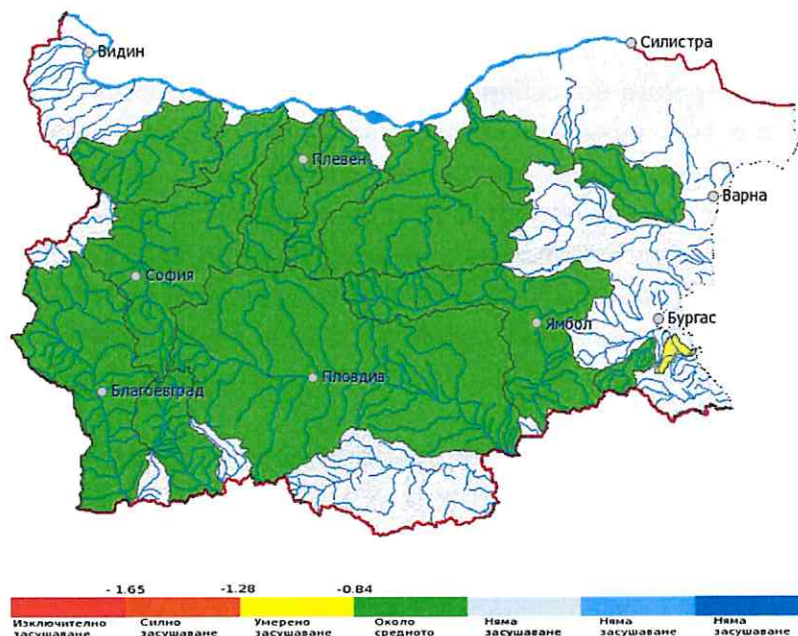 Видин
Силистра
Плевен
Варна
София
Ямбол
Бургас
Благоевград
Пловдив
- 1.65 -1.28 -0.84
Изключително засушаване
Силно засушаване
Умерено засушаване
Около средното
Няма засушаване
Няма засушаване
Няма засушаване